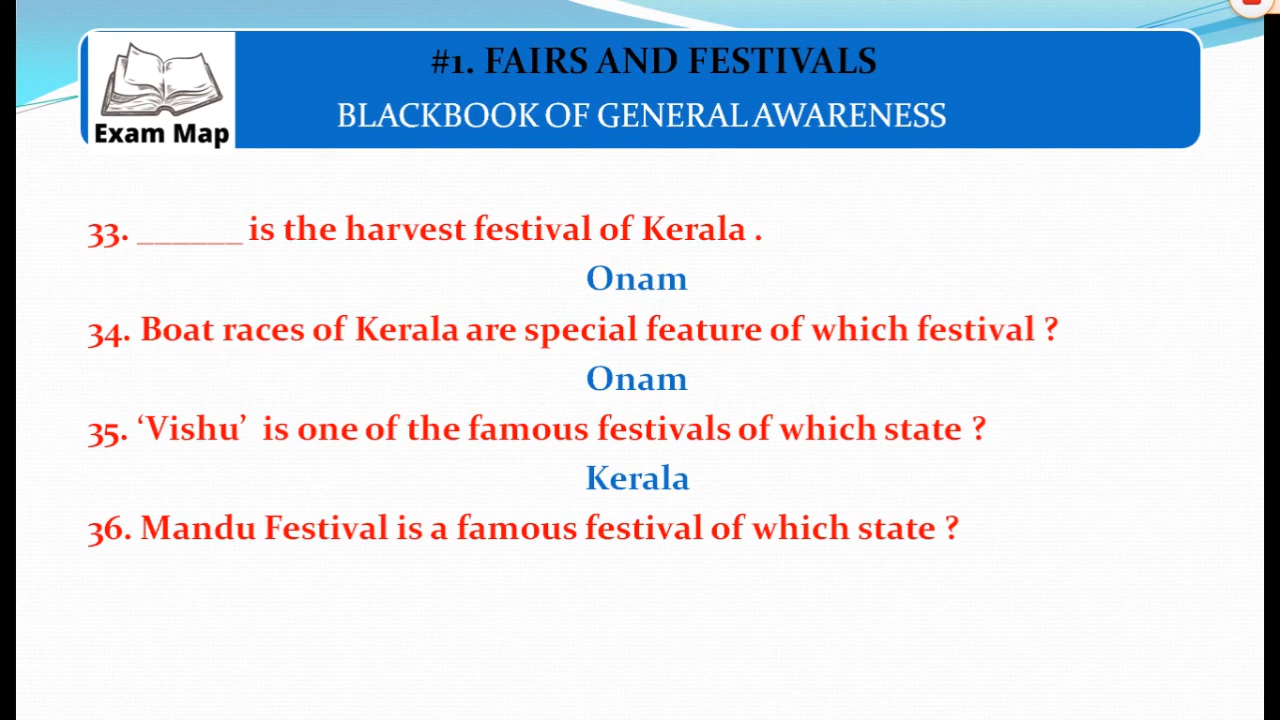 #1. FAIRS AND FESTIVALS
BLACKBOOK OF GENERAL AWARENESS
Exam Map
33. ______ is the harvest festival of Kerala .
Onam
34. Boat races of Kerala are special feature of which festival ?
Onam
35. ‘Vishu’ is one of the famous festivals of which state ?
Kerala
36. Mandu Festival is a famous festival of which state ?